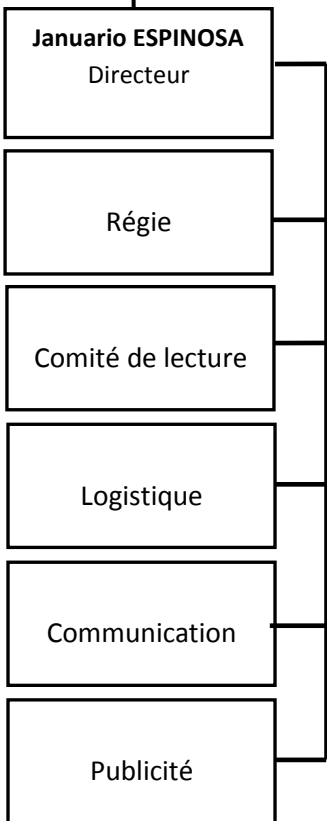 Januario ESPINOSA
Directeur
Régie
Comité de lecture
Logistique
Communication
Publicité